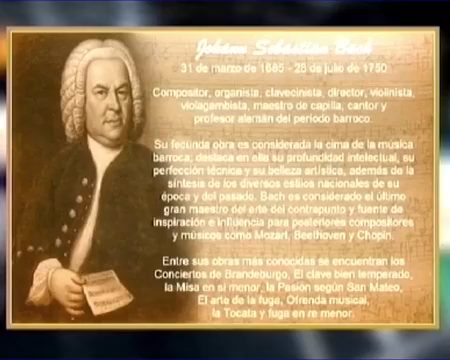 Johann Sebastian Bach
31 de marzo de 1685 - 28 de julio de 1750
Compositor, organista, clavecinista, director, violinista,
violagambista, maestro de capilla, cantor y
profesor alemán del periodo barroco.
Su fecunda obra es considerada la cima de la música
barroca; destaca en ella su profundidad intelectual, su
perfección técnica y su belleza artística, además de la
síntesis de los diversos estilos nacionales de su
época y del pasado. Bach es considerado el último
gran maestro del arte del contrapunto y fuente de
inspiración e influencia para posteriores compositores
y músicos como Mozart, Beethoven y Chopin.
Entre sus obras más conocidas se encuentran los
Conciertos de Brandeburgo, El clave bien temperado,
la Misa en si menor, la Pasión según San Mateo,
El arte de la fuga, Ofrenda musical,
la Tocata y fuga en re menor.